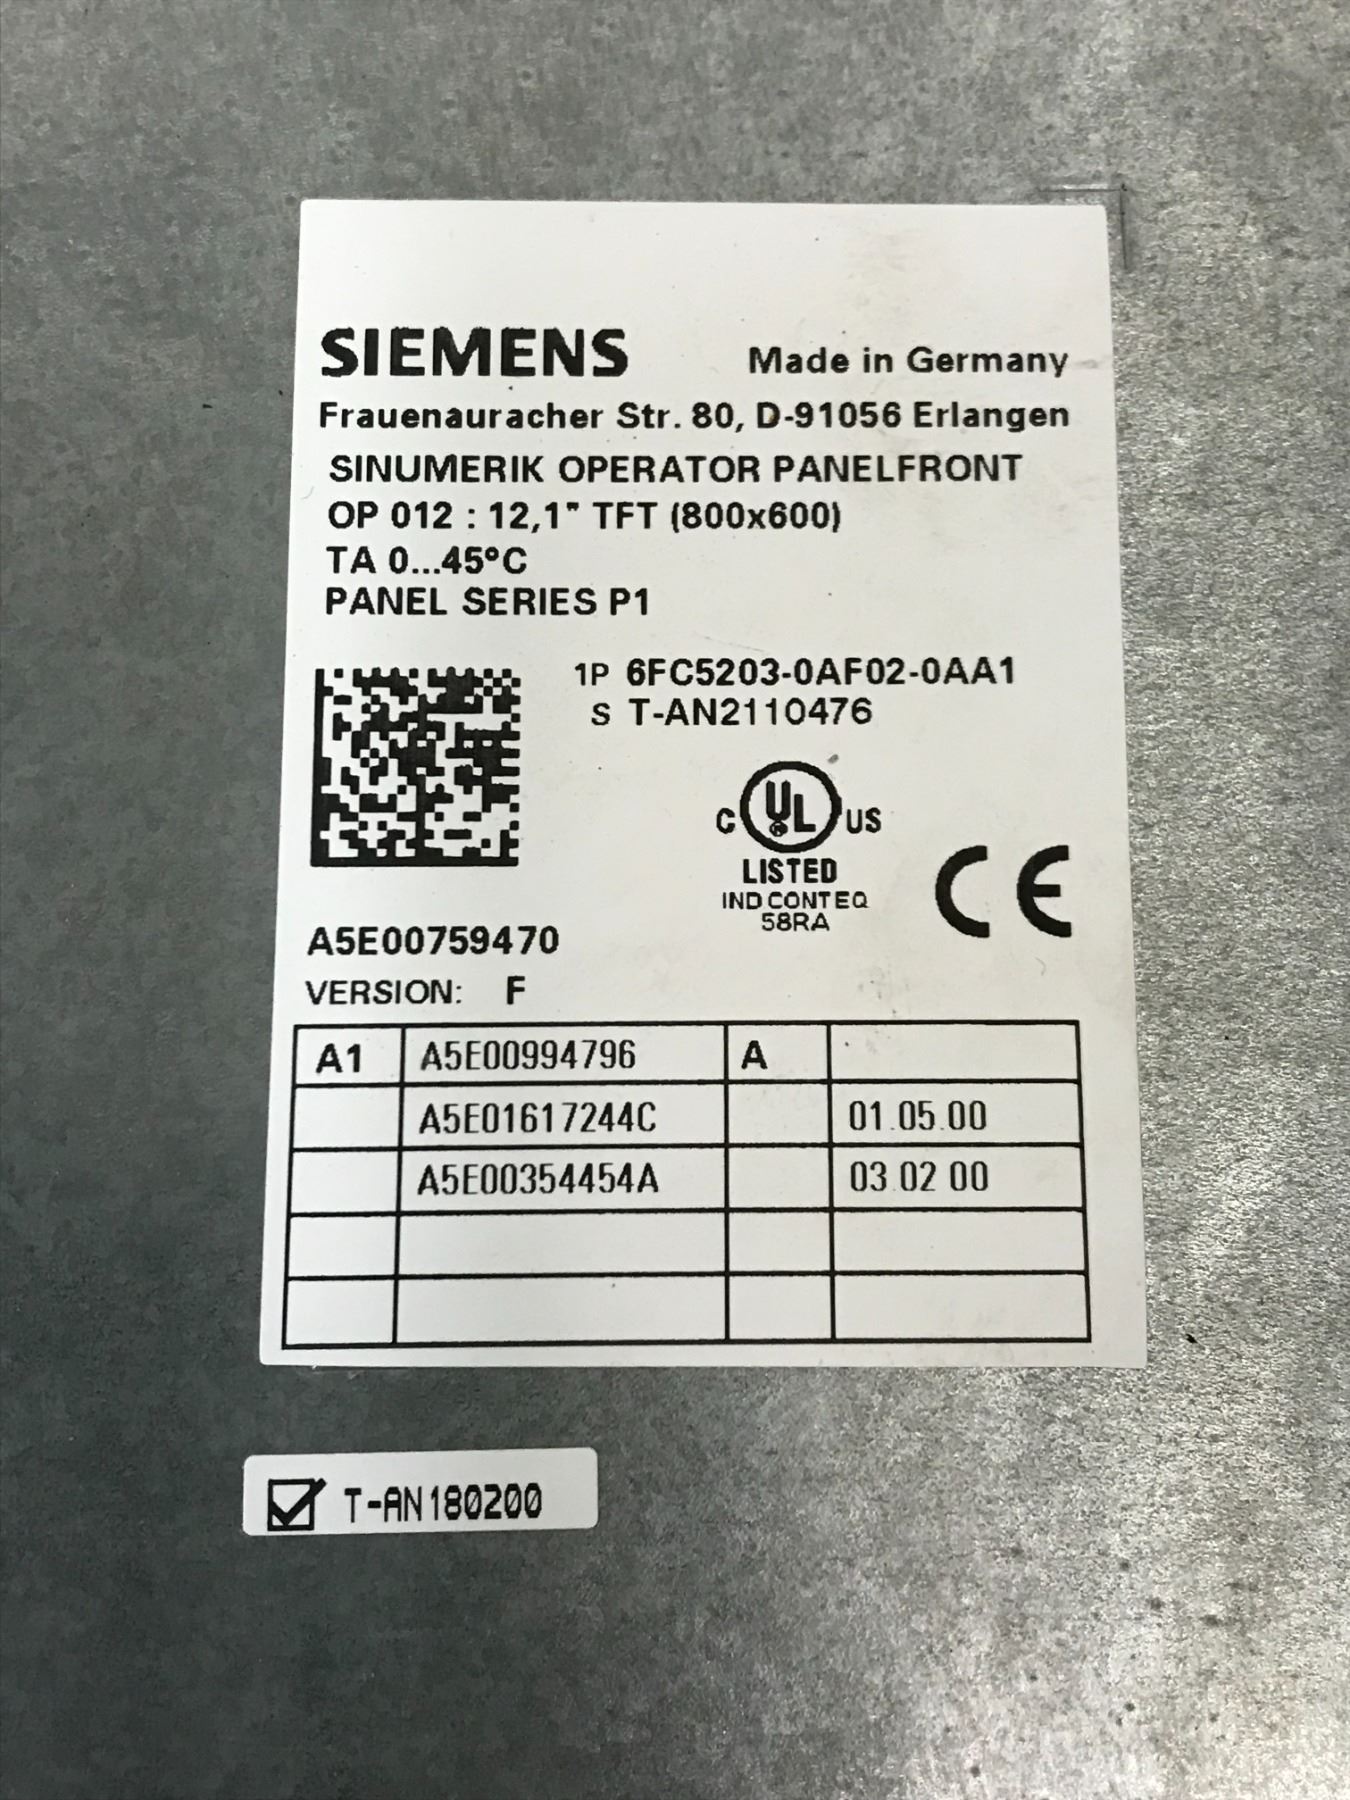 SIEMENS Made in Germany
Frauenauracher Str. 80, D-91056 Erlangen
SINUMERIK OPERATOR PANELFRONT
OP 012 : 12,1" TFT (800x600)
TA 0...45°C
PANEL SERIES P1
1P 6FC5203-0AF02-0AA1
S T-AN2110476
C UL ® US
LISTED
IND CONT EQ
58RA
CE
A5E00759470
VERSION: F
A1 A5E00994796 A
A5E01617244C 01.05.00
A5E00354454A 03.02.00
T-AN180200